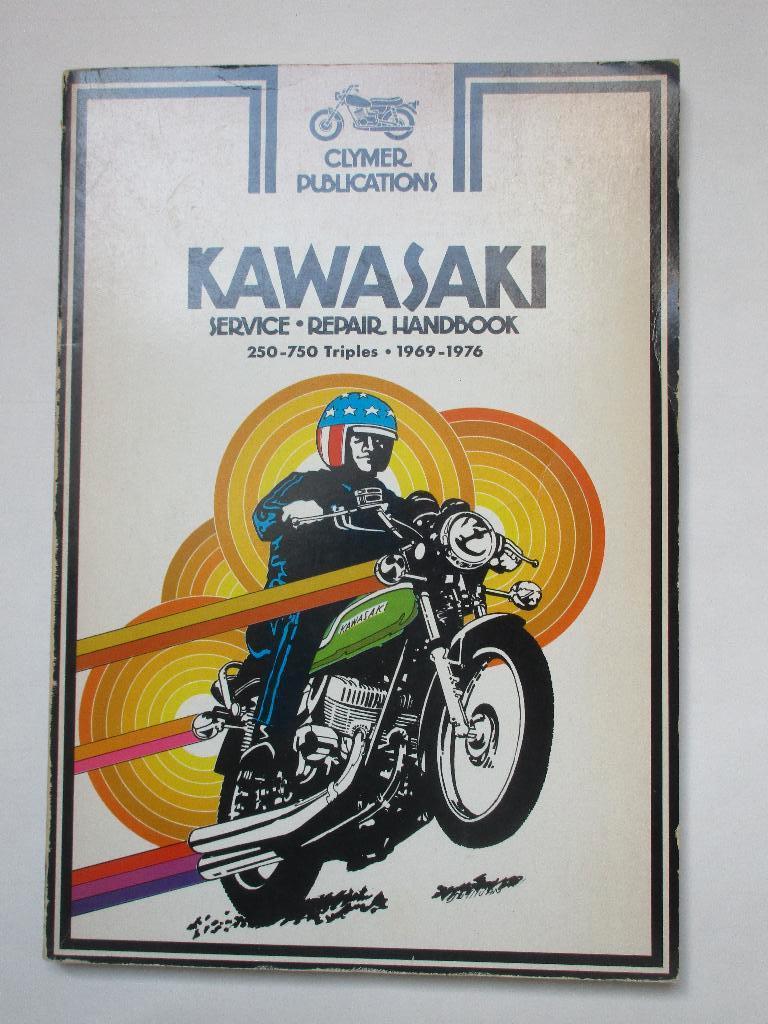 CLYMER
PUBLICATIONS
KAWASAKI
SERVICE • REPAIR HANDBOOK
250-750 Triples • 1969-1976
KAWASAKI